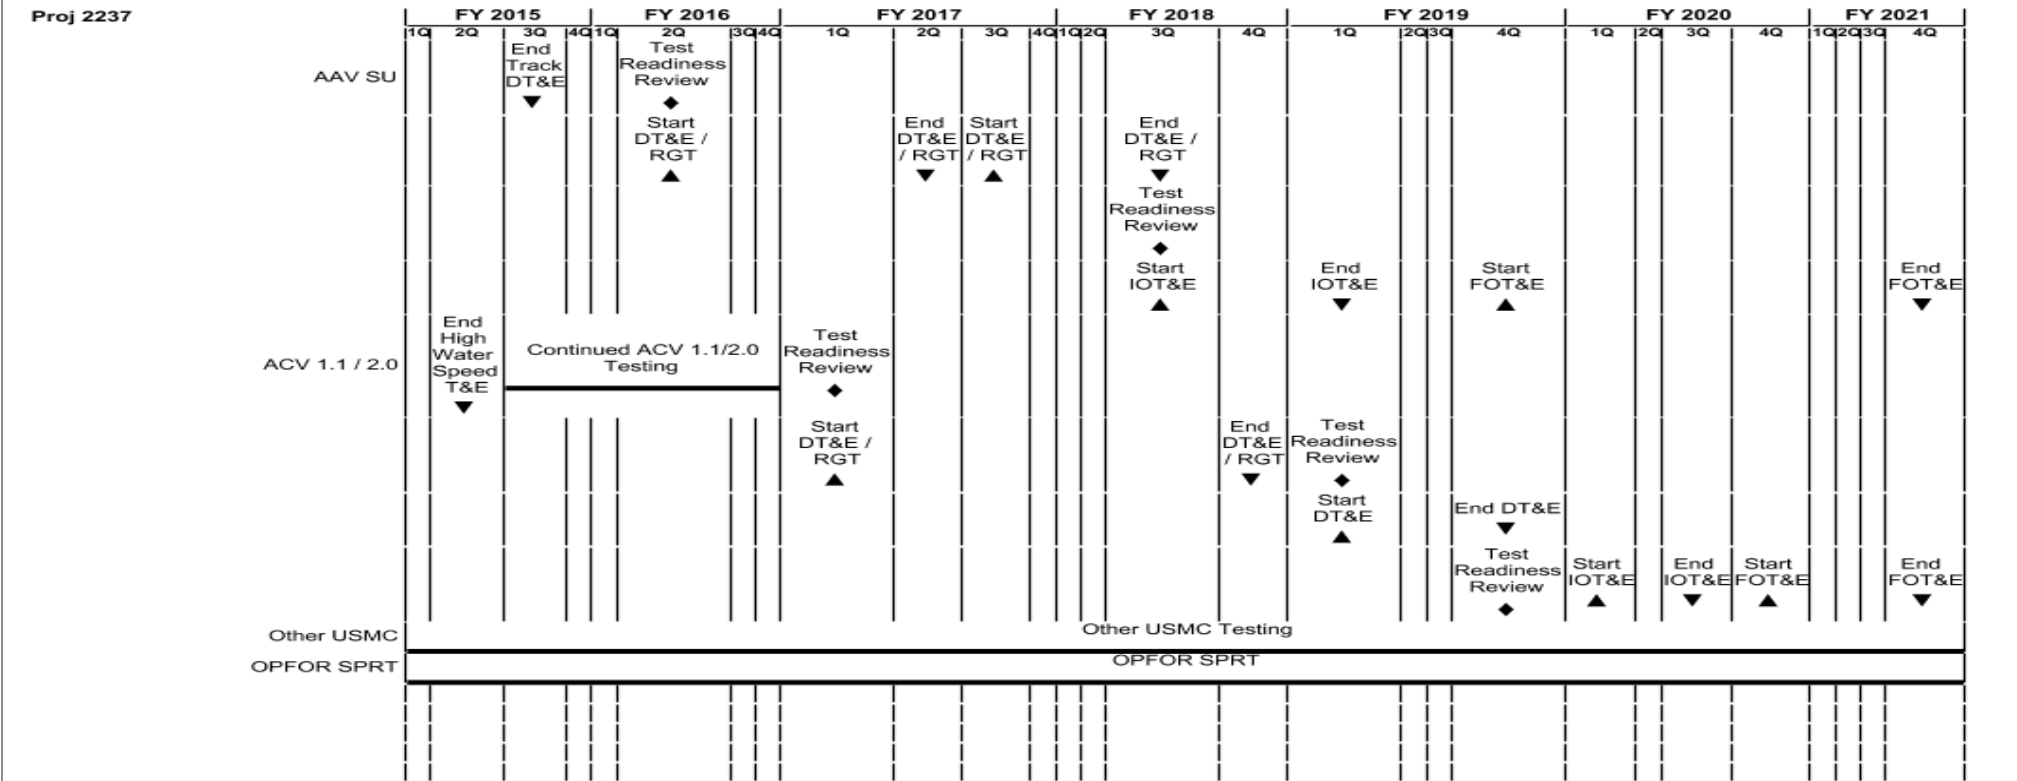 Proj 2237
FY 2015 FY 2016 FY 2017 FY 2018 FY 2019 FY 2020 FY 2021
1Q 2Q 3Q 4Q 1Q 2Q 3Q 4Q 1Q 2Q 3Q 4Q 1Q 2Q 3Q 4Q 1Q 2Q 3Q 4Q 1Q 2Q 3Q 4Q 1Q 2Q 3Q 4Q
AAV SU
End
Track
DT&E
Test
Readiness
Review
Start
DT&E /
RGT
End
DT&E
/ RGT
Start
DT&E
/ RGT
End
DT&E /
RGT
Test
Readiness
Review
Start
IOT&E
End
IOT&E
Start
FOT&E
End
FOT&E
ACV 1.1 / 2.0
End
High
Water
Speed
T&E
Continued ACV 1.1/2.0
Testing
Test
Readiness
Review
Start
DT&E /
RGT
End
DT&E
/ RGT
Test
Readiness
Review
Start
DT&E
End DT&E
Test
Readiness
Review
Start
IOT&E
End
IOT&E
Start
FOT&E
End
FOT&E
Other USMC
Other USMC Testing
OPFOR SPRT
OPFOR SPRT